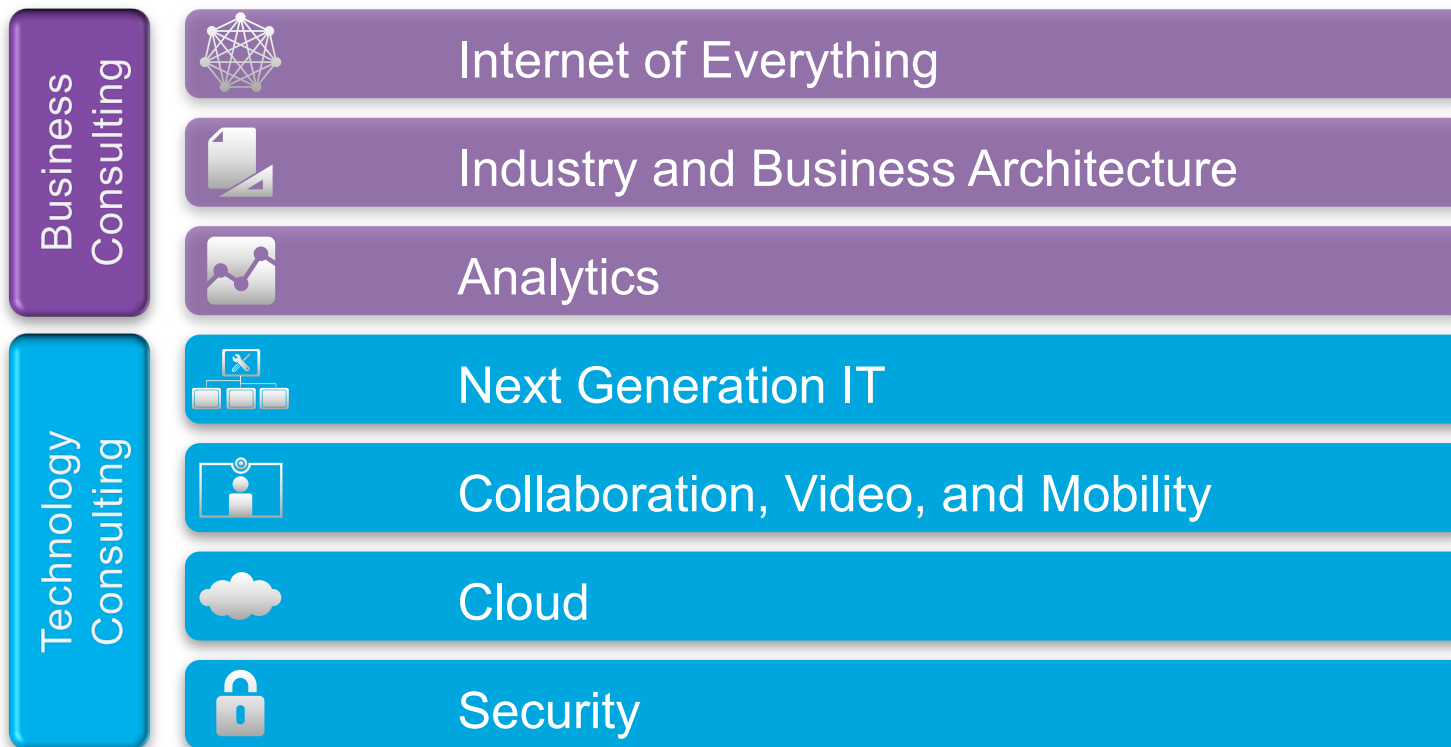 Business
Consulting
Internet of Everything
Industry and Business Architecture
Analytics
Technology
Consulting
Next Generation IT
Collaboration, Video, and Mobility
Cloud
Security